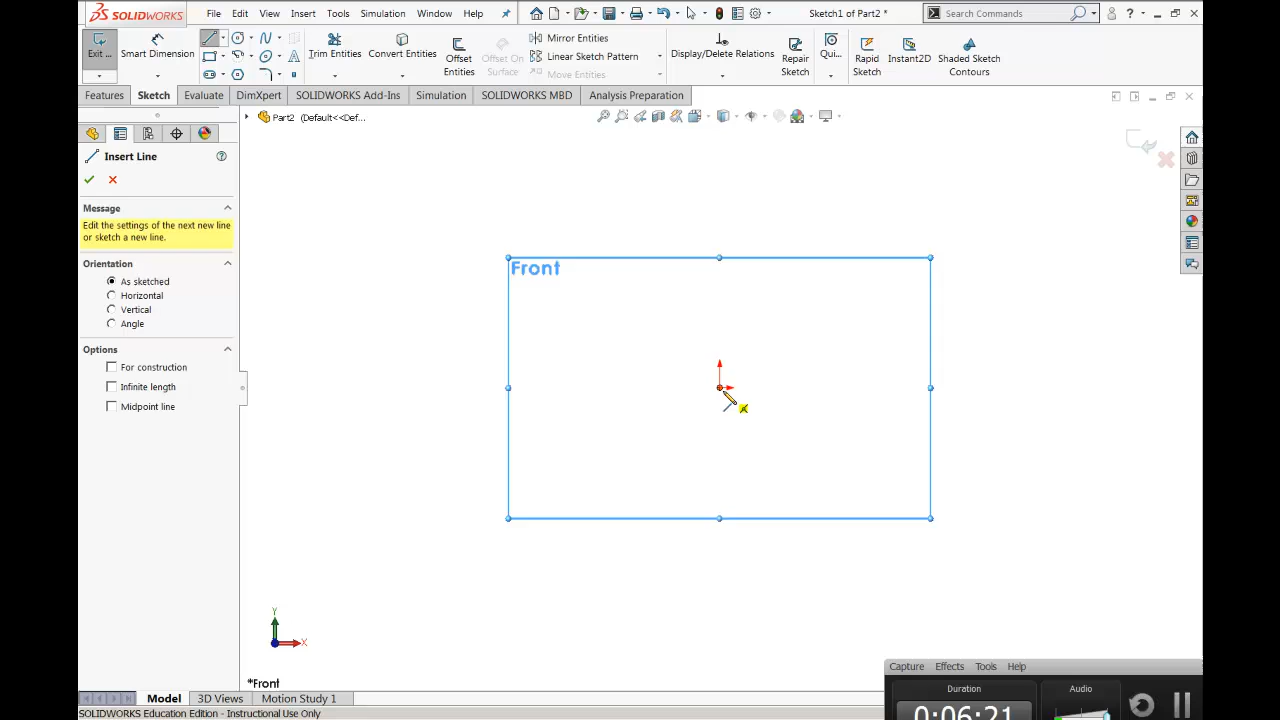 SOLIDWORKS File Edit View Insert Tools Simulation Window Help Sketch1 of Part2 * Search Commands
Exit ... Smart Dimension Trim Entities Convert Entities Offset Entities Offset On Surface Mirror Entities Linear Sketch Pattern Move Entities Display/Delete Relations Repair Sketch Qui... Rapid Sketch Instant2D Shaded Sketch Contours
Features Sketch Evaluate DimXpert SOLIDWORKS Add-Ins Simulation SOLIDWORKS MBD Analysis Preparation
Part2 (Default<<Def...
Insert Line
Message
Edit the settings of the next new line
or sketch a new line.
Orientation
As sketched
Horizontal
Vertical
Angle
Options
For construction
Infinite length
Midpoint line
Front
Y
X
*Front
Model 3D Views Motion Study 1
SOLIDWORKS Education Edition - Instructional Use Only
Capture Effects Tools Help
Duration Audio
0:06:21